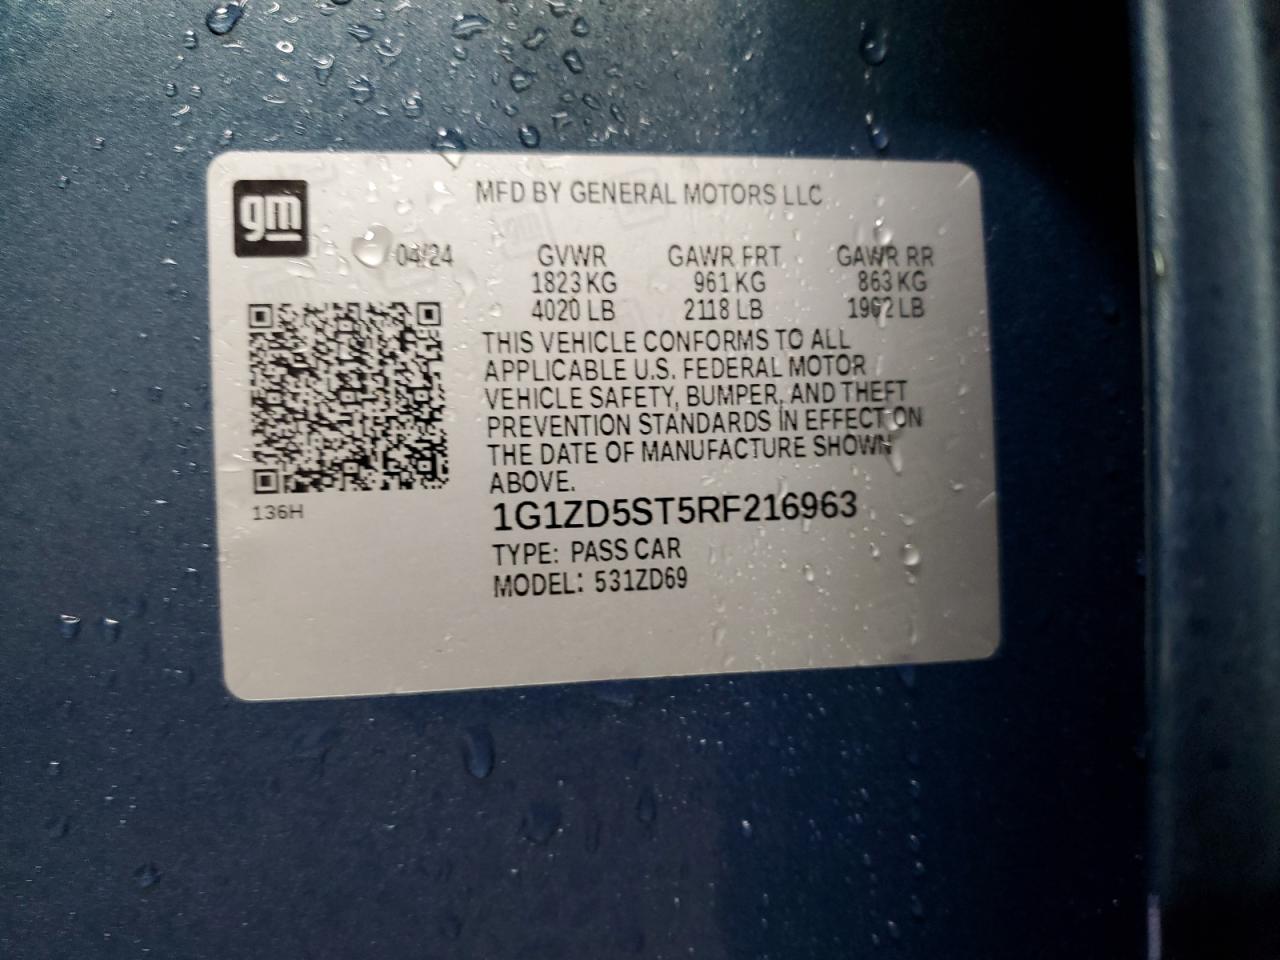 gm
MFD BY GENERAL MOTORS LLC
04/24 GVWR GAWR FRT GAWR RR
1823 KG 961 KG 863 KG
4020 LB 2118 LB 1902 LB
THIS VEHICLE CONFORMS TO ALL
APPLICABLE U.S. FEDERAL MOTOR
VEHICLE SAFETY, BUMPER, AND THEFT
PREVENTION STANDARDS IN EFFECT ON
THE DATE OF MANUFACTURE SHOWN
ABOVE.
136H
1G1ZD5ST5RF216963
TYPE: PASS CAR
MODEL: 531ZD69